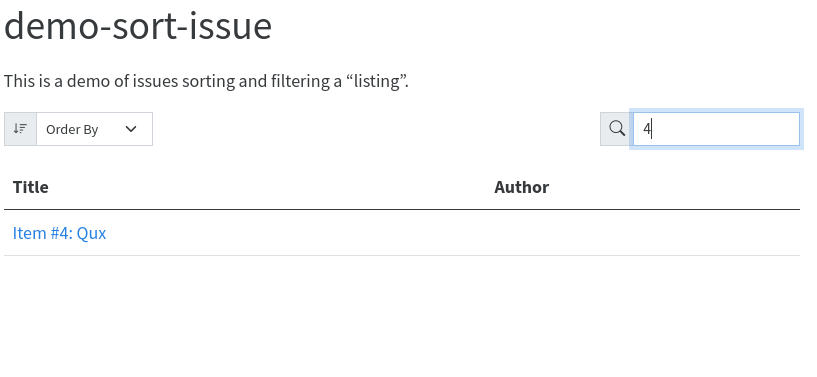 demo-sort-issue
This is a demo of issues sorting and filtering a “listing”.
Order By
4
Title Author
Item #4: Qux